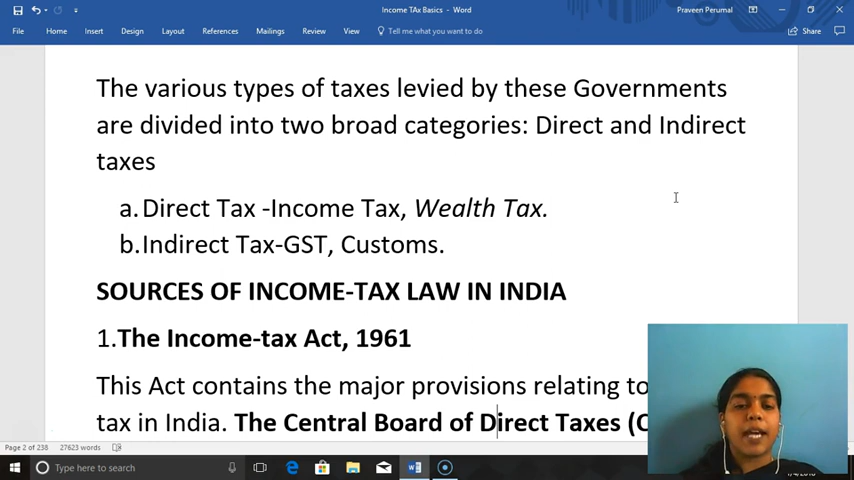 Income TAx Basics - Word
Praveen Perumal
File Home Insert Design Layout References Mailings Review View Tell me what you want to do Share
The various types of taxes levied by these Governments
are divided into two broad categories: Direct and Indirect
taxes
a. Direct Tax -Income Tax, Wealth Tax.
b. Indirect Tax-GST, Customs.
SOURCES OF INCOME-TAX LAW IN INDIA
1.The Income-tax Act, 1961
This Act contains the major provisions relating to
tax in India. The Central Board of Direct Taxes (C
Page 2 of 238 27623 words
Type here to search